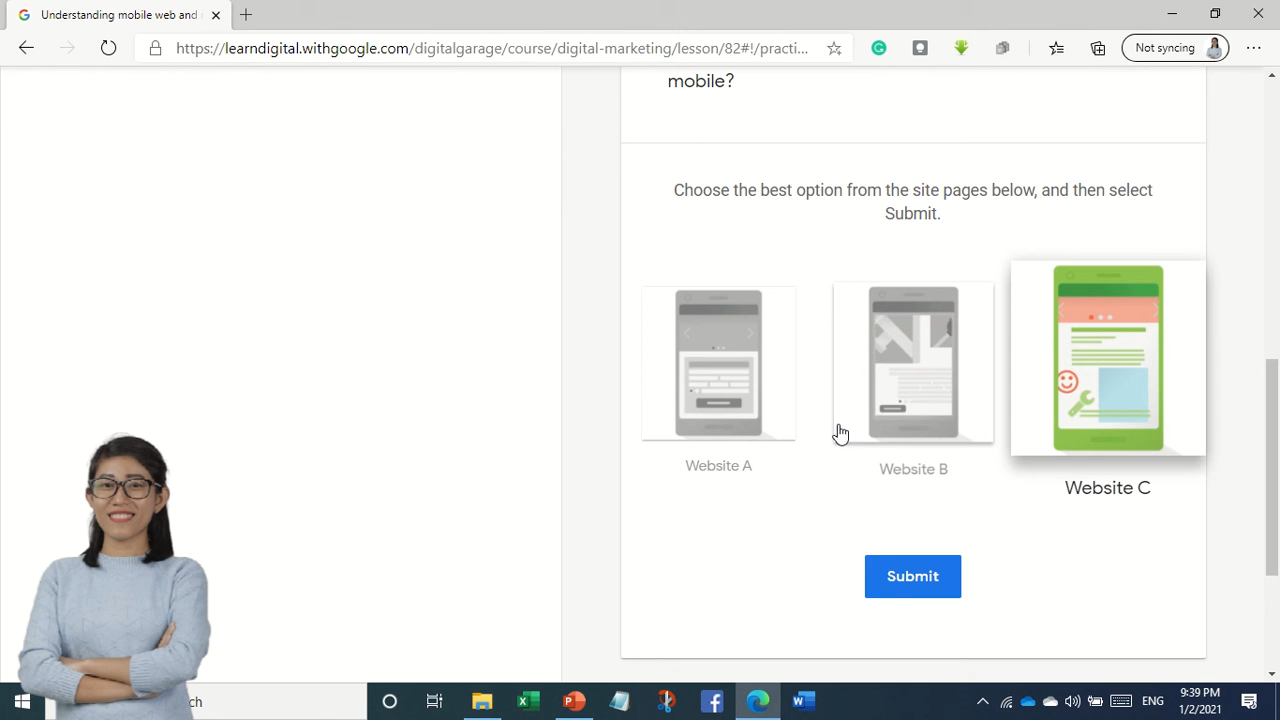 Understanding mobile web and
https://learndigital.withgoogle.com/digitalgarage/course/digital-marketing/lesson/82#!/practi...
Not syncing
mobile?
Choose the best option from the site pages below, and then select
Submit.
Website A
Website B
Website C
Submit
ch
ENG
9:39 PM
1/2/2021